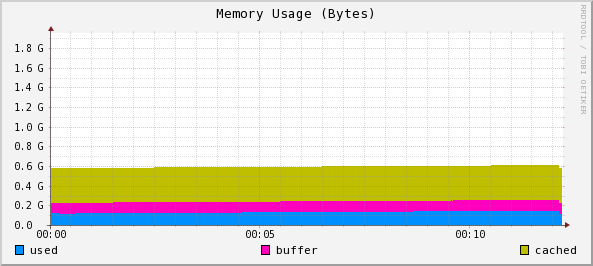 Memory Usage (Bytes)
RRDTOOL / TOBI OETIKER
1.8 G
1.6 G
1.4 G
1.2 G
1.0 G
0.8 G
0.6 G
0.4 G
0.2 G
0.0
00:00 00:05 00:10
used buffer cached